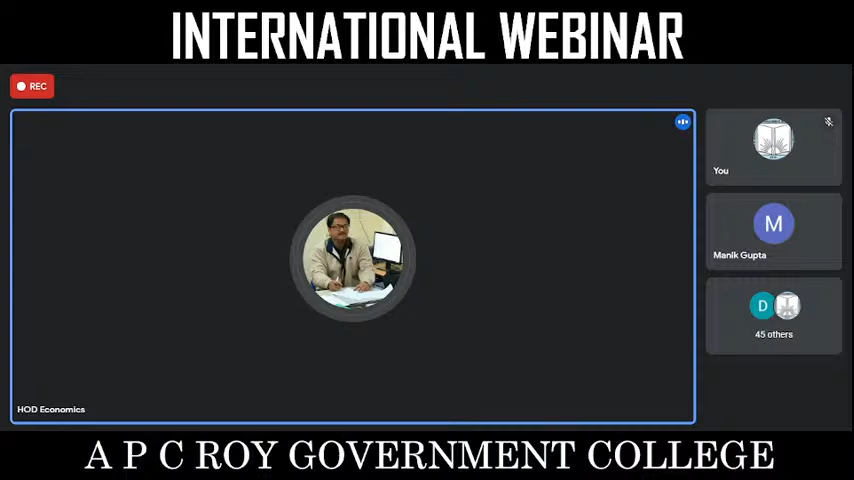 INTERNATIONAL WEBINAR
REC
You
M
Manik Gupta
D
45 others
HOD Economics
A P C ROY GOVERNMENT COLLEGE